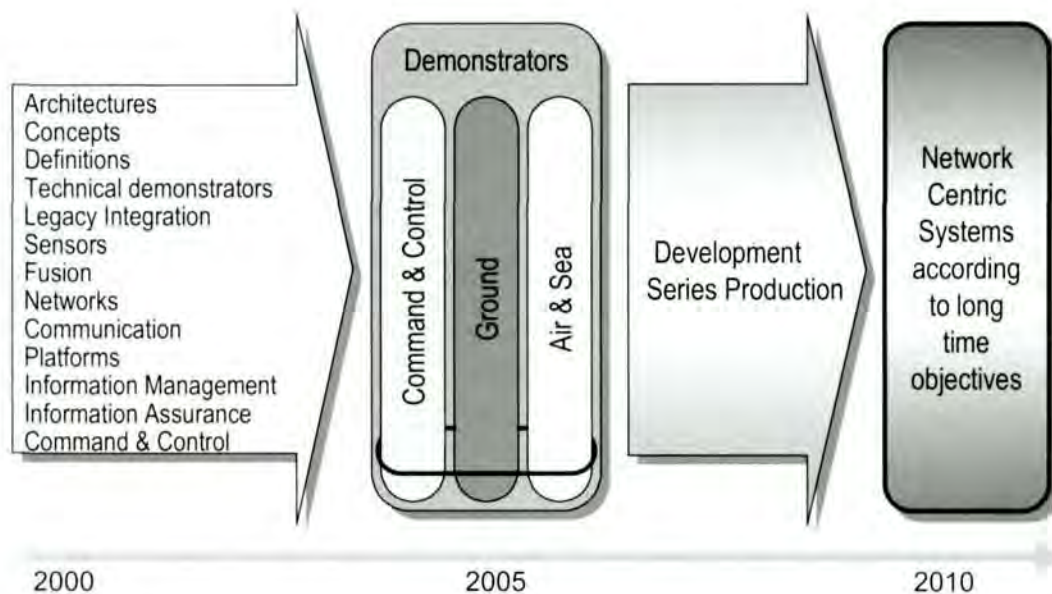 Architectures
Concepts
Definitions
Technical demonstrators
Legacy Integration
Sensors
Fusion
Networks
Communication
Platforms
Information Management
Information Assurance
Command & Control
Demonstrators
Command & Control
Ground
Air & Sea
Development
Series Production
Network
Centric
Systems
according
to long
time
objectives
2000
2005
2010